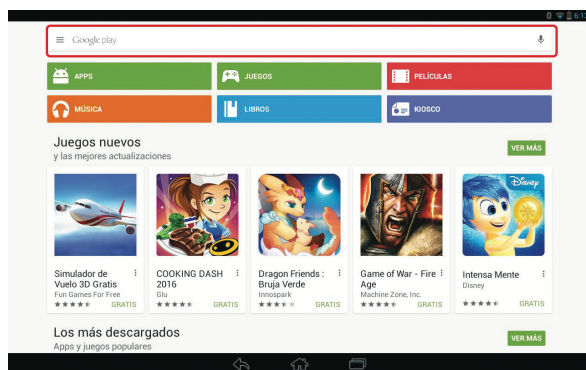 6:13
Google play
APPS
JUEGOS
PELÍCULAS
MÚSICA
LIBROS
KIOSCO
Juegos nuevos
y las mejores actualizaciones
VER MÁS
Simulador de
Vuelo 3D Gratis
Fun Games For Free
GRATIS
COOKING DASH
2016
Glu
GRATIS
Dragon Friends :
Bruja Verde
Innospark
GRATIS
Game of War - Fire
Age
Machine Zone, Inc.
GRATIS
Disney
Intensa Mente
Disney
GRATIS
Los más descargados
Apps y juegos populares
VER MÁS